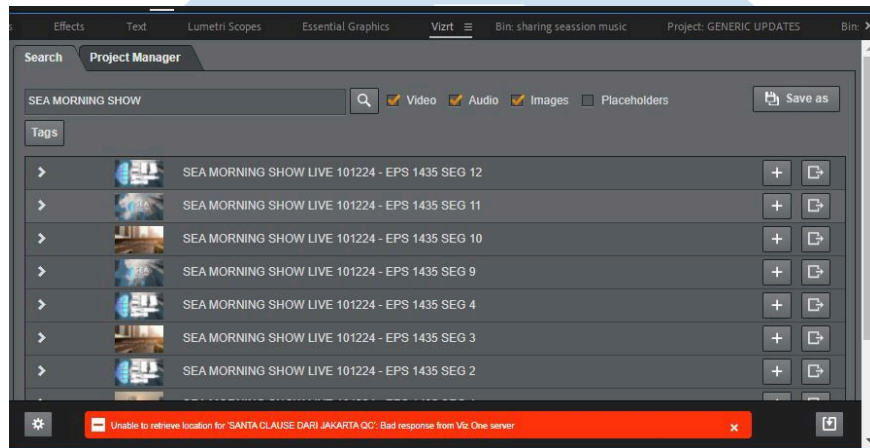 Effects Text Lumetri Scopes Essential Graphics Vizrt Bin: sharing seassion music Project: GENERIC UPDATES Bin:
Search Project Manager
SEA MORNING SHOW Video Audio Images Placeholders Save as
Tags
SEA MORNING SHOW LIVE 101224 - EPS 1435 SEG 12
SEA MORNING SHOW LIVE 101224 - EPS 1435 SEG 11
SEA MORNING SHOW LIVE 101224 - EPS 1435 SEG 10
SEA MORNING SHOW LIVE 101224 - EPS 1435 SEG 9
SEA MORNING SHOW LIVE 101224 - EPS 1435 SEG 4
SEA MORNING SHOW LIVE 101224 - EPS 1435 SEG 3
SEA MORNING SHOW LIVE 101224 - EPS 1435 SEG 2
Unable to retrieve location for 'SANTA CLAUSE DARI JAKARTA QC': Bad response from Viz One server